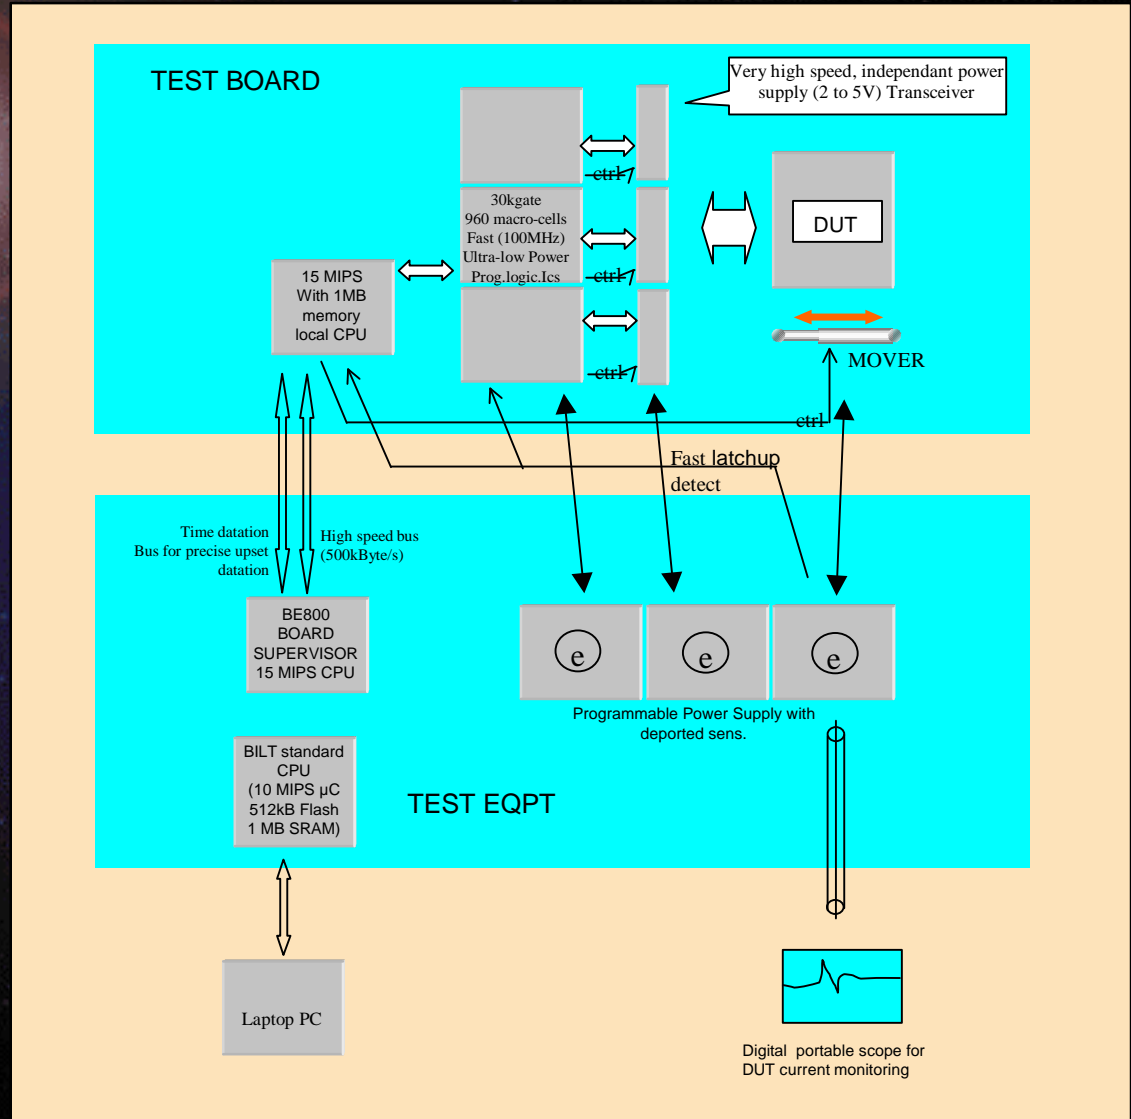 TEST BOARD
Very high speed, independant power
supply (2 to 5V) Transceiver
ctrl
30kgate
960 macro-cells
Fast (100MHz)
Ultra-low Power
Prog.logic.Ics
ctrl
DUT
15 MIPS
With 1MB
memory
local CPU
ctrl
MOVER
ctrl
Fast latchup
detect
Time datation
Bus for precise upset
datation
High speed bus
(500kByte/s)
BE800
BOARD
SUPERVISOR
15 MIPS CPU
e
e
e
Programmable Power Supply with
deported sens.
BILT standard
CPU
(10 MIPS µC
512kB Flash
1 MB SRAM)
TEST EQPT
Laptop PC
Digital portable scope for
DUT current monitoring